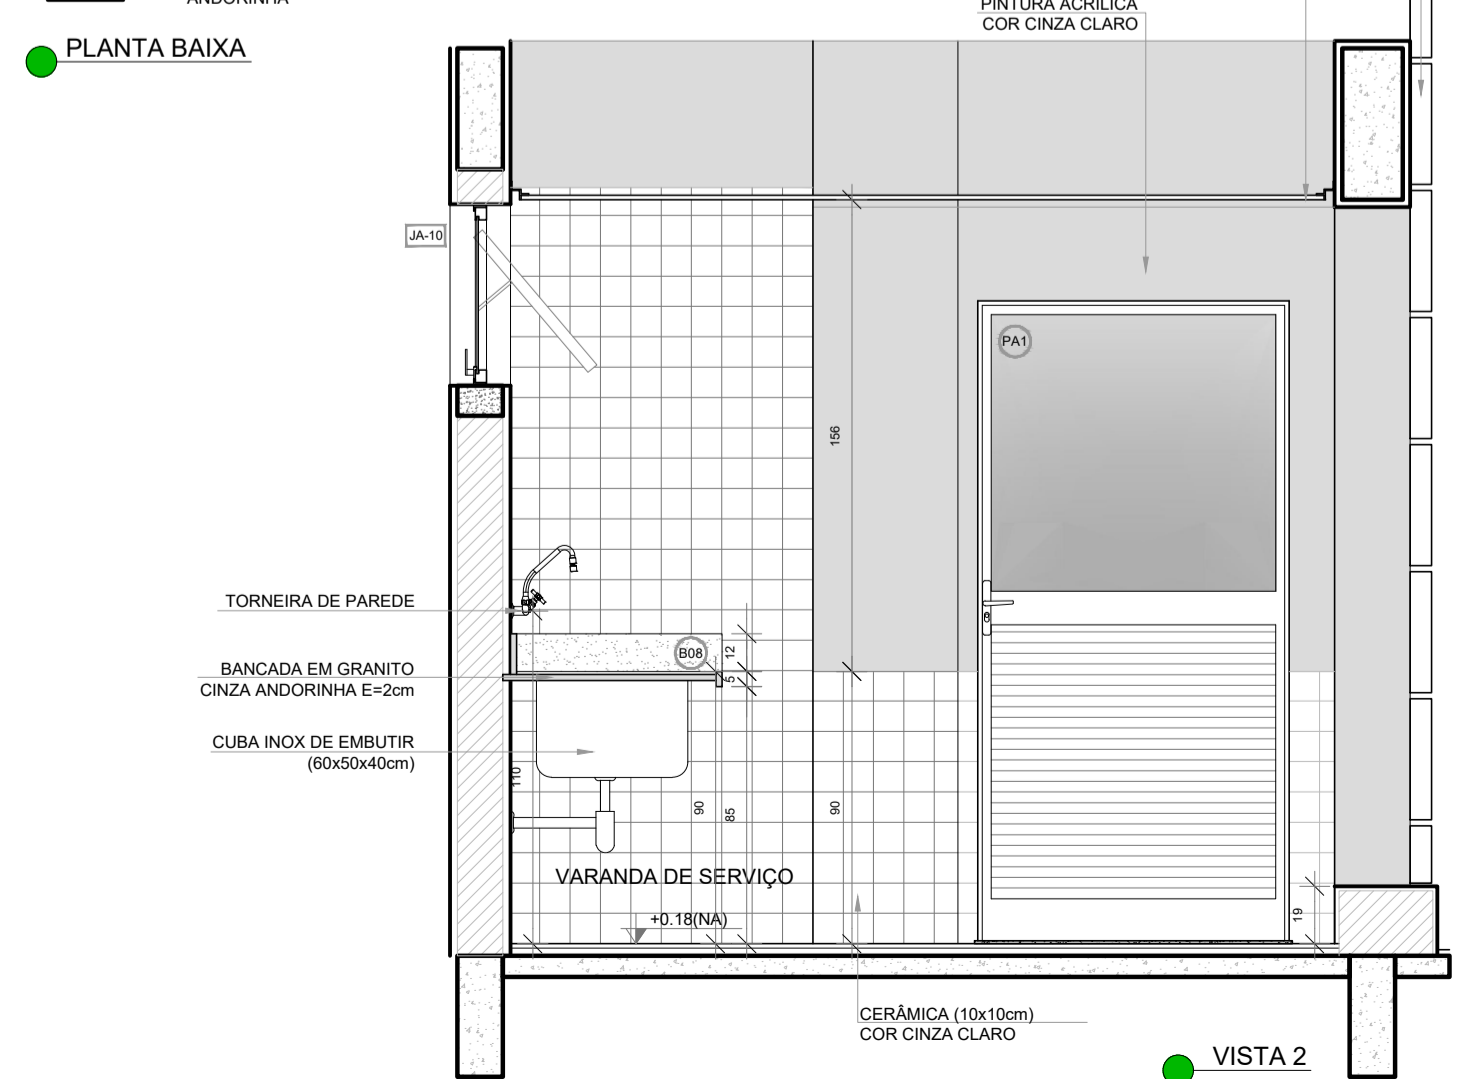 ANDORINHA
PLANTA BAIXA
PINTURA ACRÍLICA
COR CINZA CLARO
JA-10
PA1
156
TORNEIRA DE PAREDE
B08
12
5
BANCADA EM GRANITO
CINZA ANDORINHA E=2cm
CUBA INOX DE EMBUTIR
(60x50x40cm)
110
90
85
90
VARANDA DE SERVIÇO
+0.18(NA)
19
CERÂMICA (10x10cm)
COR CINZA CLARO
VISTA 2